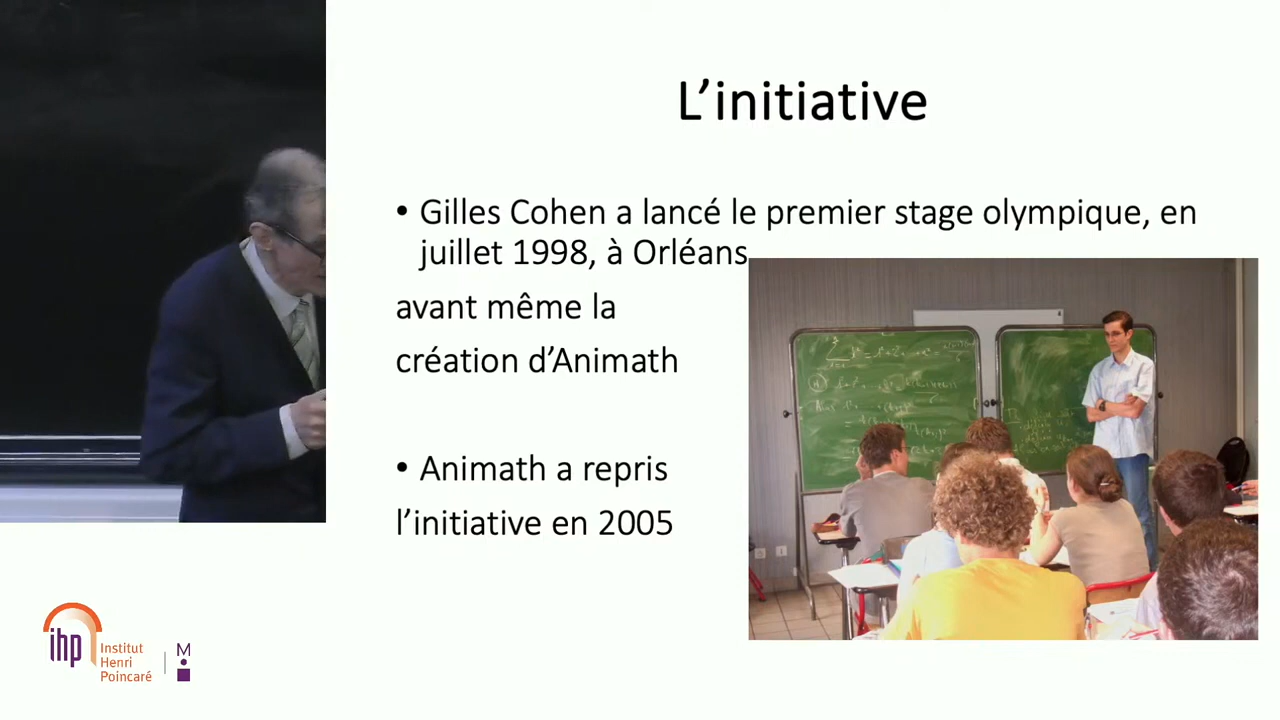 L'initiative
• Gilles Cohen a lancé le premier stage olympique, en
juillet 1998, à Orléans
avant même la
création d'Animath
• Animath a repris
l'initiative en 2005
ihp
Institut
Henri
Poincaré
M